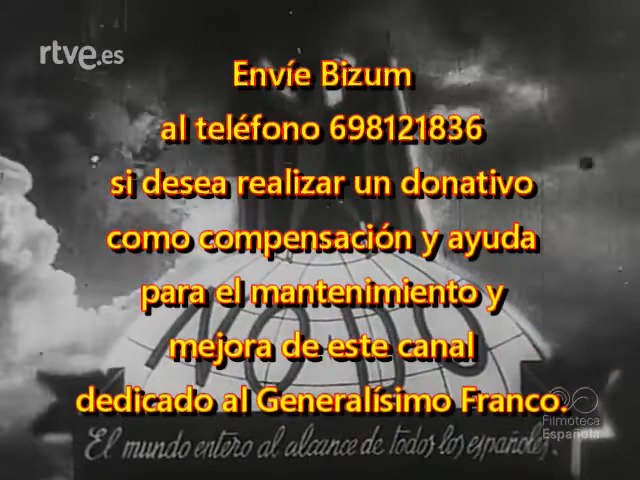 rtve.es
Envíe Bizum
al teléfono 698121836
si desea realizar un donativo
como compensación y ayuda
para el mantenimiento y
NO-DO
mejora de este canal
dedicado al Generalísimo Franco.
Filmoteca
Española
El mundo entero al alcance de todos los españoles.